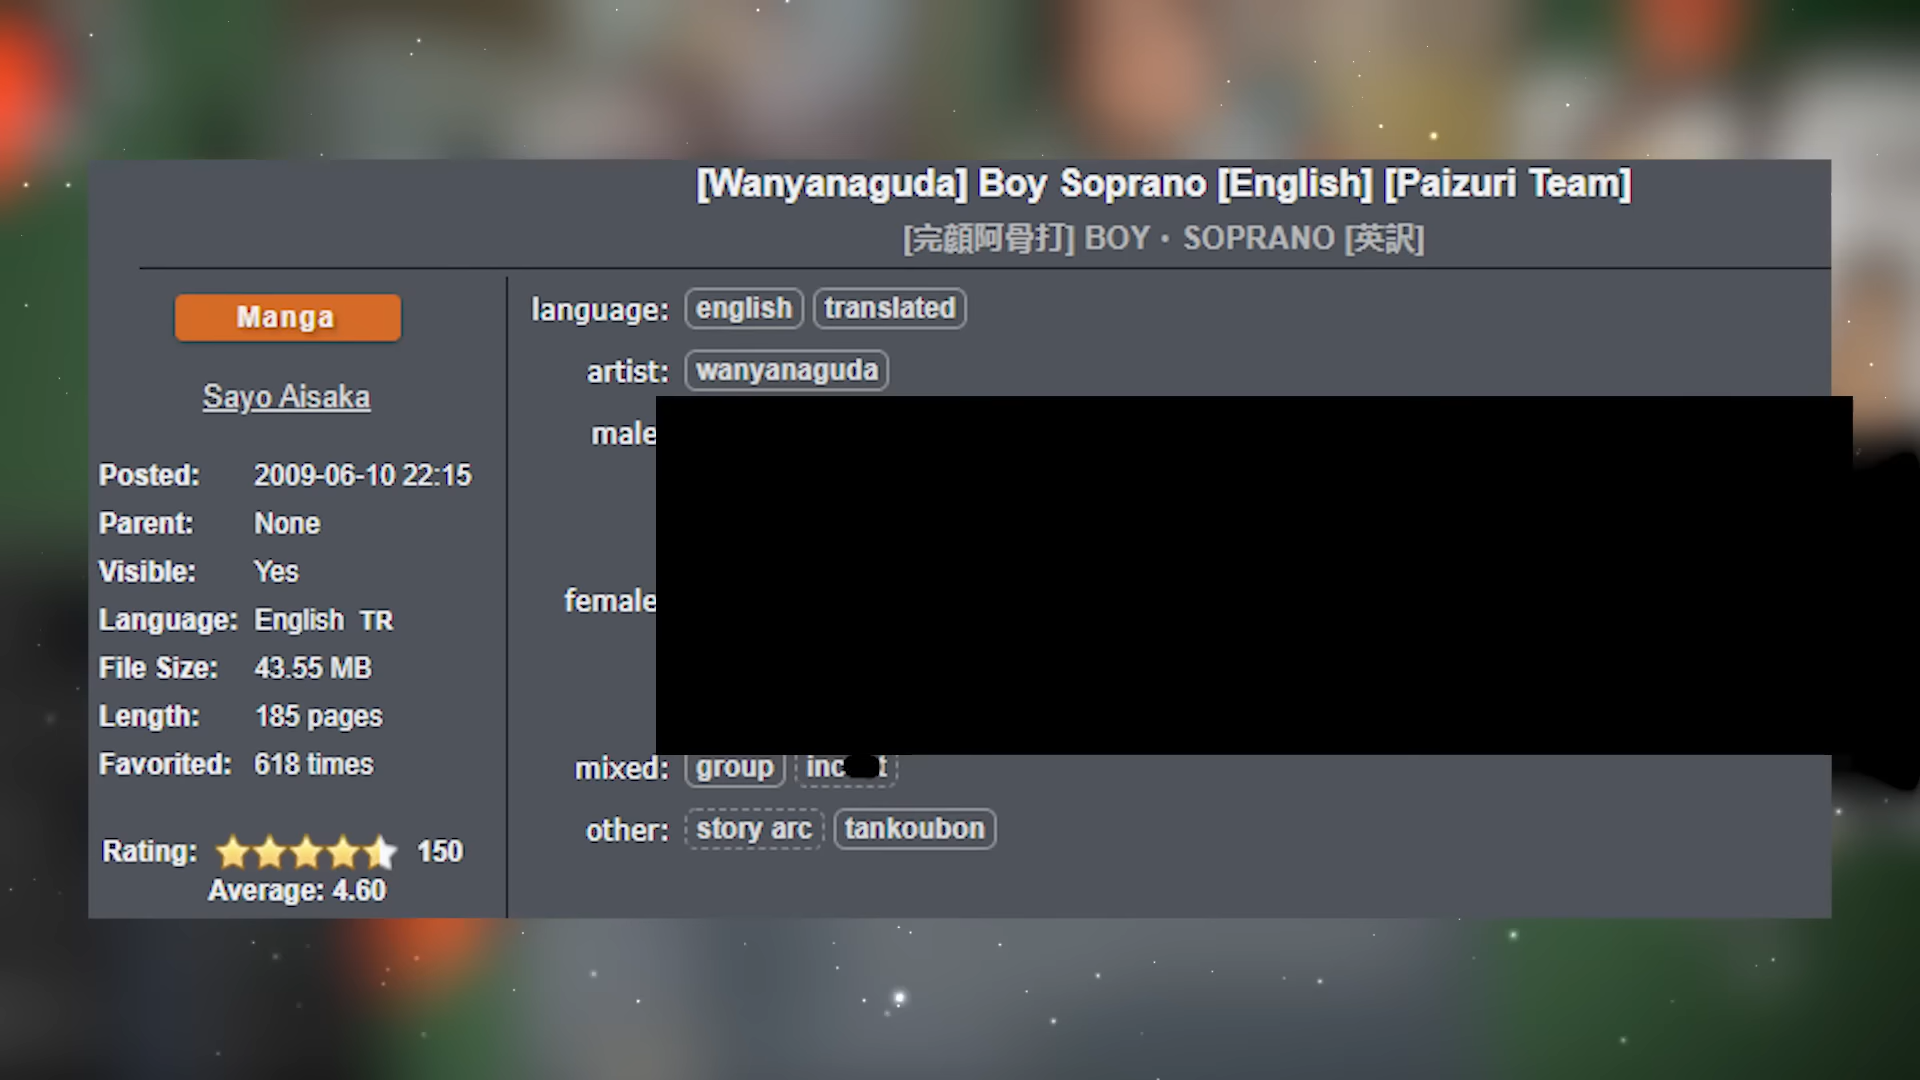 [Wanyanaguda] Boy Soprano [English] [Paizuri Team]
[完顔阿骨打] BOY・SOPRANO [英訳]
Manga
Sayo Aisaka
Posted: 2009-06-10 22:15
Parent: None
Visible: Yes
Language: English TR
File Size: 43.55 MB
Length: 185 pages
Favorited: 618 times
Rating: 150
Average: 4.60
language: english translated
artist: wanyanaguda
male
female
mixed: group
other: story arc tankoubon